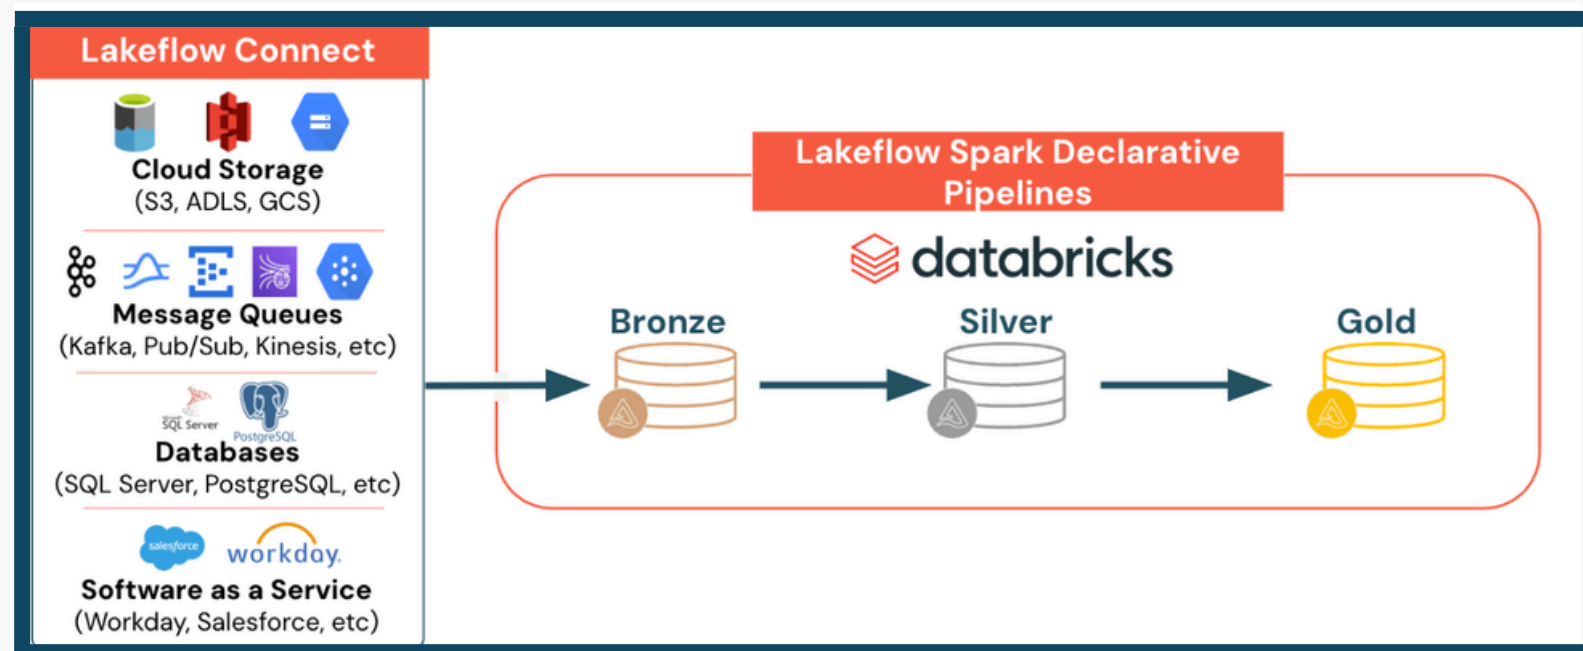 Lakeflow Connect
Cloud Storage
(S3, ADLS, GCS)
Message Queues
(Kafka, Pub/Sub, Kinesis, etc)
Microsoft
SQL Server
PostgreSQL
Databases
(SQL Server, PostgreSQL, etc)
salesforce
workday.
Software as a Service
(Workday, Salesforce, etc)
Lakeflow Spark Declarative
Pipelines
databricks
Bronze
Silver
Gold